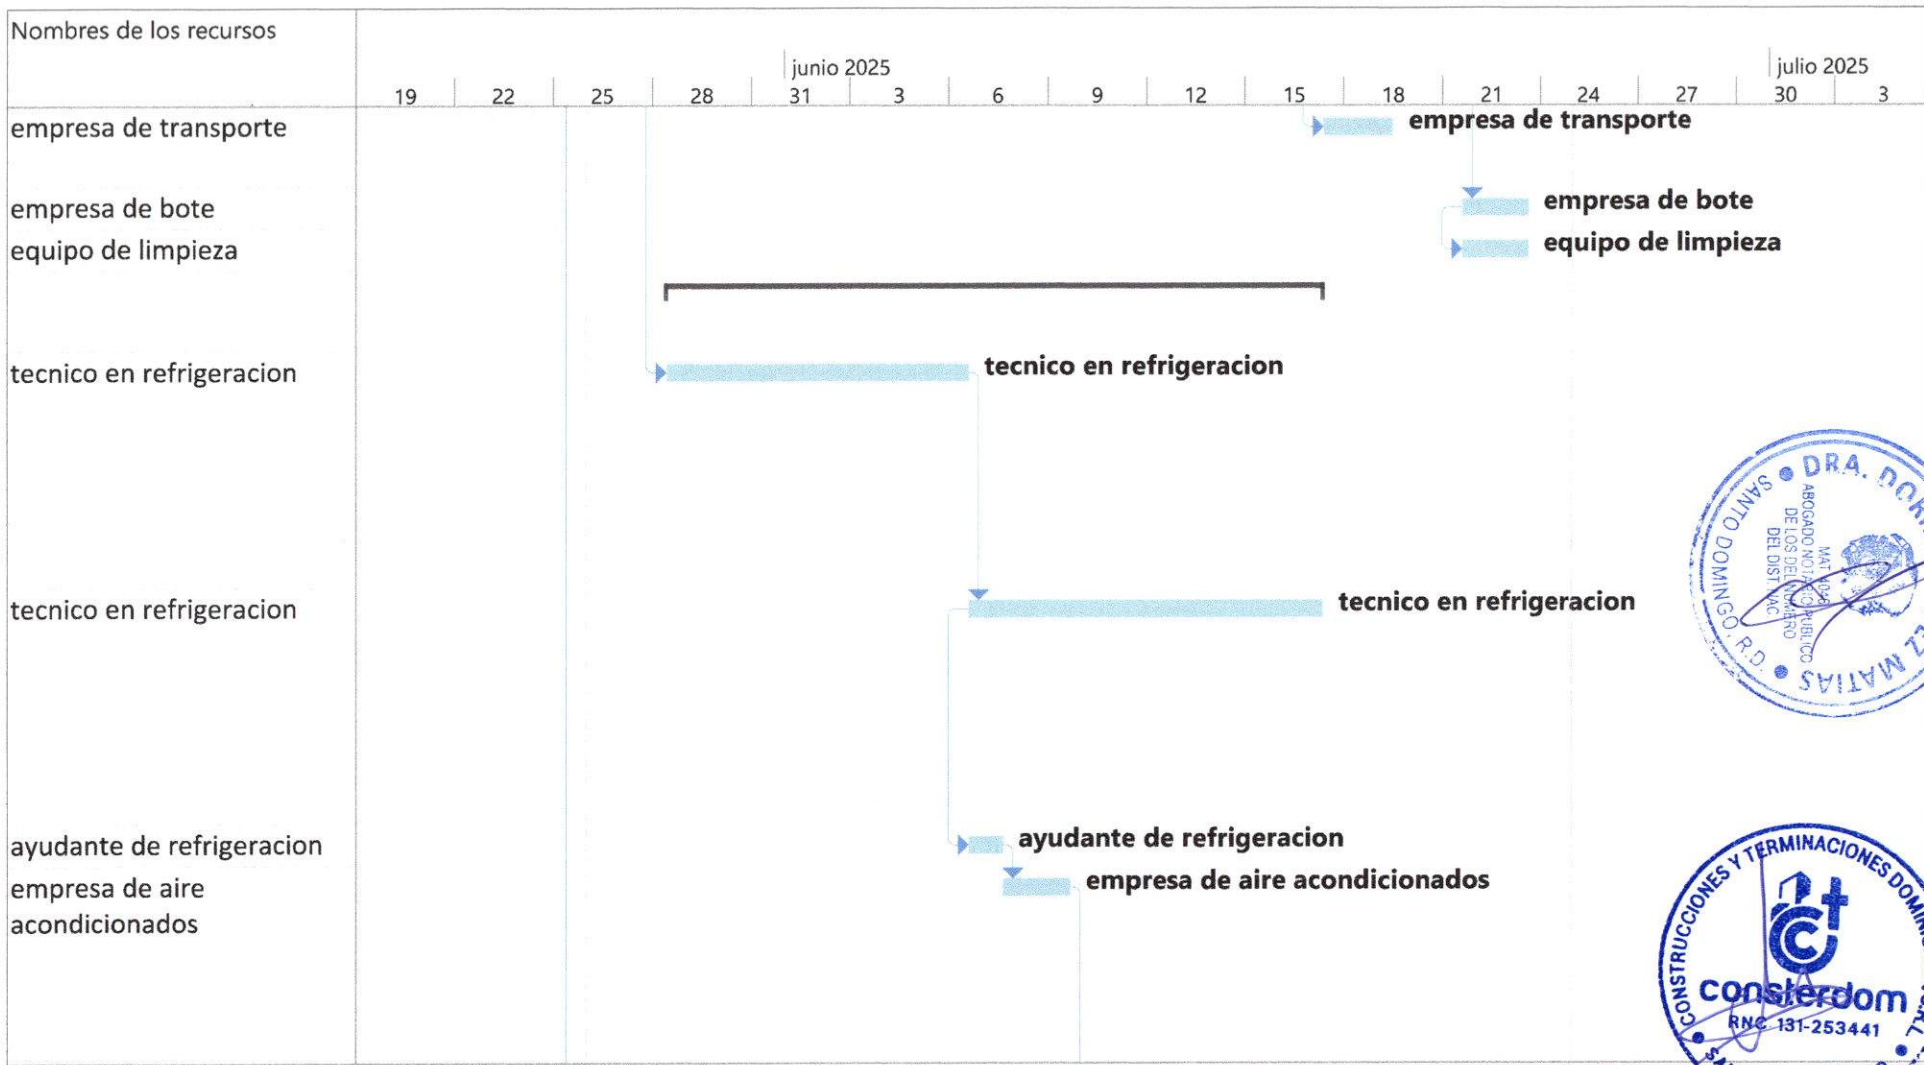 Nombres de los recursos
junio 2025
julio 2025
19 22 25 28 31 3 6 9 12 15 18 21 24 27 30 3
empresa de transporte
empresa de transporte
empresa de bote
empresa de bote
equipo de limpieza
equipo de limpieza
tecnico en refrigeracion
tecnico en refrigeracion
tecnico en refrigeracion
tecnico en refrigeracion
ayudante de refrigeracion
ayudante de refrigeracion
empresa de aire
acondicionados
empresa de aire acondicionados
DRA.
MATIAS
SANTO DOMINGO, R.D.
ABOGADO NOTARIO PUBLICO
DE LOS DEL NUMERO
DEL DIST. NAC
MAT.
CONSTRUCCIONES Y TERMINACIONES
consterdom
RNC 131-253441